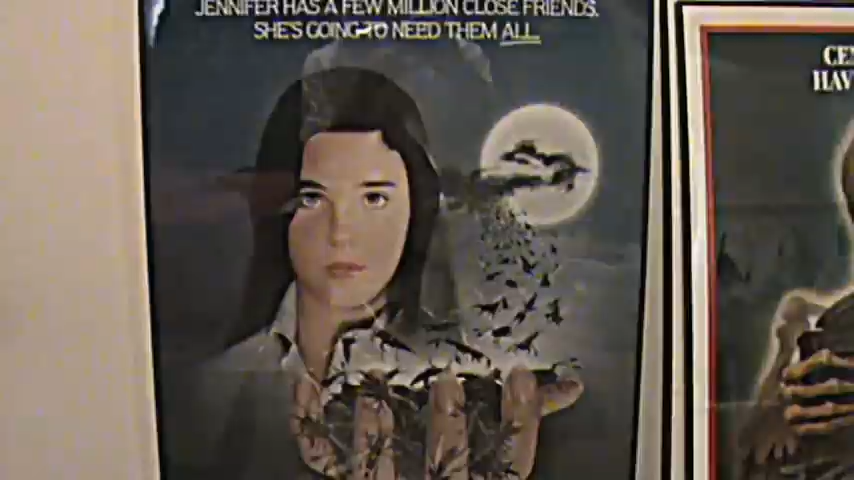 JENNIFER HAS A FEW MILLION CLOSE FRIENDS.
SHE'S GOING TO NEED THEM ALL.